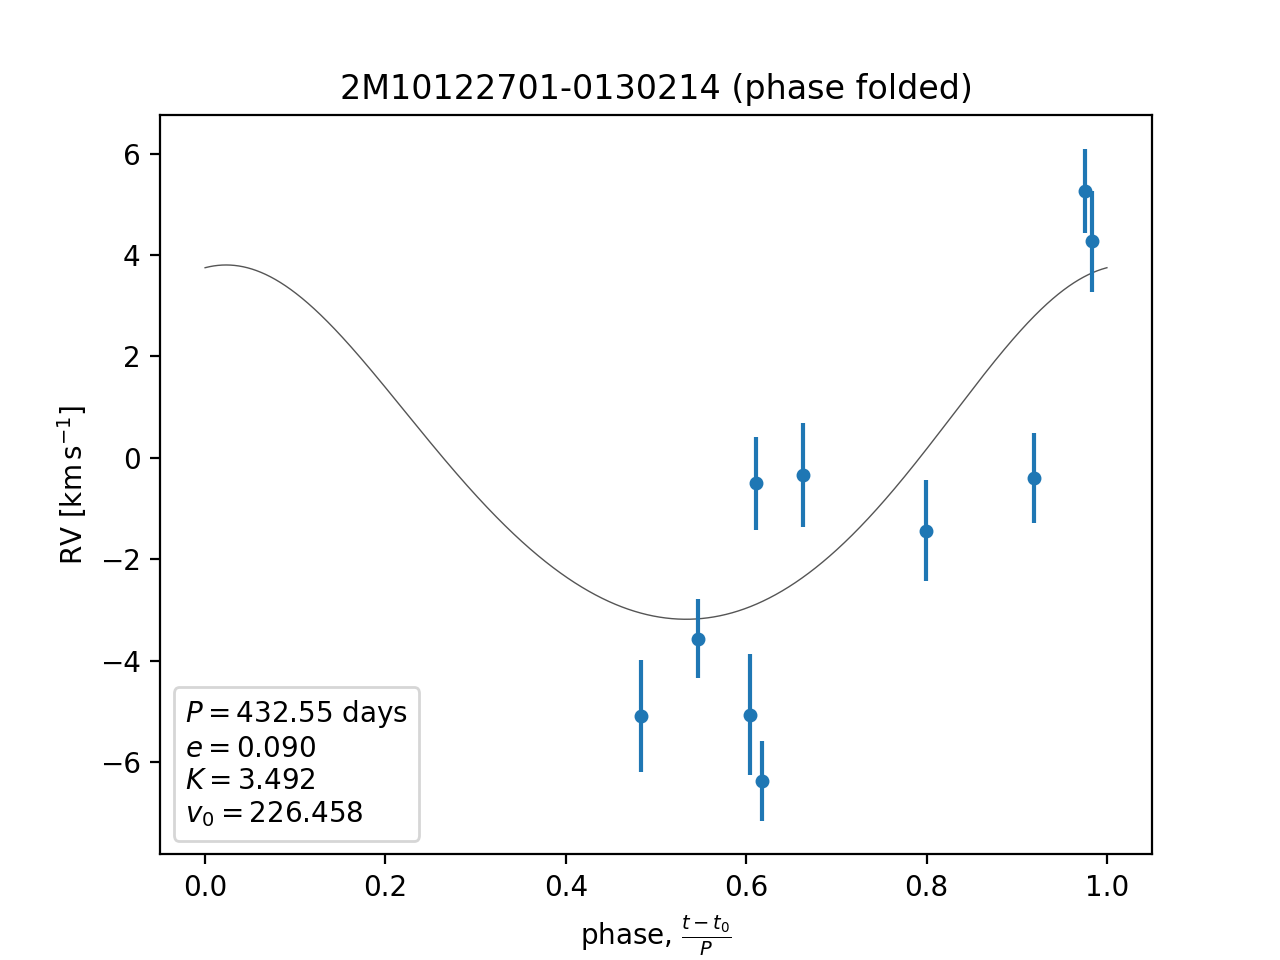 2M10122701-0130214 (phase folded)
RV [km s⁻¹]
6
4
2
0
−2
−4
−6
P = 432.55 days
e = 0.090
K = 3.492
v₀ = 226.458
0.0 0.2 0.4 0.6 0.8 1.0
phase, (t − t₀)/P